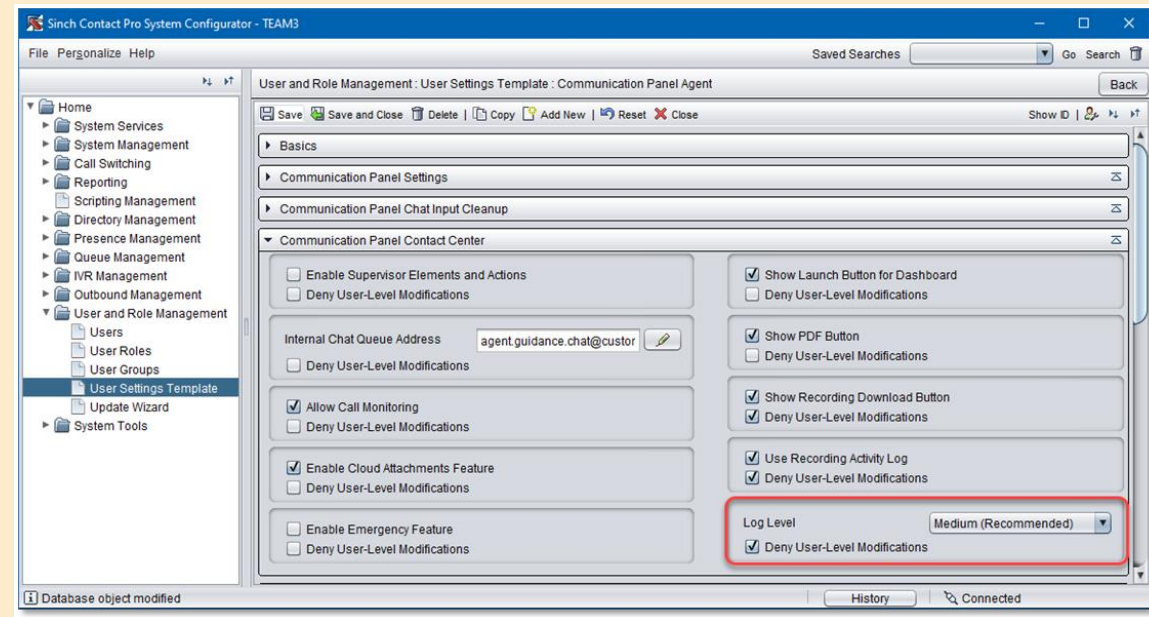 Sinch Contact Pro System Configurator - TEAM3
File Personalize Help
Saved Searches
Go Search
User and Role Management : User Settings Template : Communication Panel Agent
Back
Home
System Services
System Management
Call Switching
Reporting
Scripting Management
Directory Management
Presence Management
Queue Management
IVR Management
Outbound Management
User and Role Management
Users
User Roles
User Groups
User Settings Template
Update Wizard
System Tools
Save Save and Close Delete | Copy Add New | Reset Close
Show ID |
Basics
Communication Panel Settings
Communication Panel Chat Input Cleanup
Communication Panel Contact Center
Enable Supervisor Elements and Actions
Deny User-Level Modifications
Internal Chat Queue Address agent.guidance.chat@custor
Deny User-Level Modifications
Allow Call Monitoring
Deny User-Level Modifications
Enable Cloud Attachments Feature
Deny User-Level Modifications
Enable Emergency Feature
Deny User-Level Modifications
Show Launch Button for Dashboard
Deny User-Level Modifications
Show PDF Button
Deny User-Level Modifications
Show Recording Download Button
Deny User-Level Modifications
Use Recording Activity Log
Deny User-Level Modifications
Log Level Medium (Recommended)
Deny User-Level Modifications
Database object modified
History
Connected